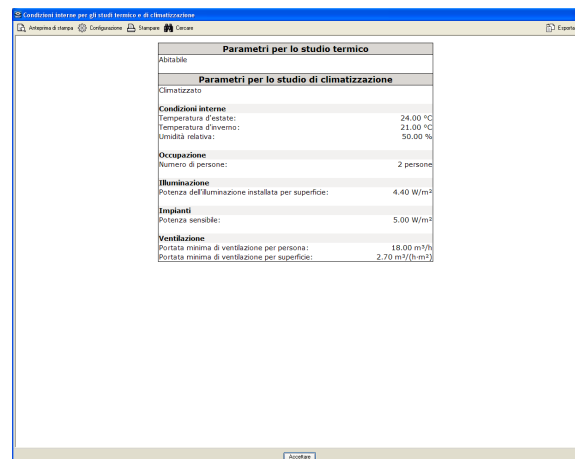 Condizioni interne per gli studi termico e di climatizzazione
Anteprima di stampa Configurazione Stampare Cercare Esporta
Parametri per lo studio termico
Abitabile
Parametri per lo studio di climatizzazione
Climatizzato
Condizioni interne
Temperatura d'estate: 24.00 °C
Temperatura d'inverno: 21.00 °C
Umidità relativa: 50.00 %
Occupazione
Numero di persone: 2 persone
Illuminazione
Potenza dell'illuminazione installata per superficie: 4.40 W/m²
Impianti
Potenza sensibile: 5.00 W/m²
Ventilazione
Portata minima di ventilazione per persona: 18.00 m³/h
Portata minima di ventilazione per superficie: 2.70 m³/(h·m²)
Accettare